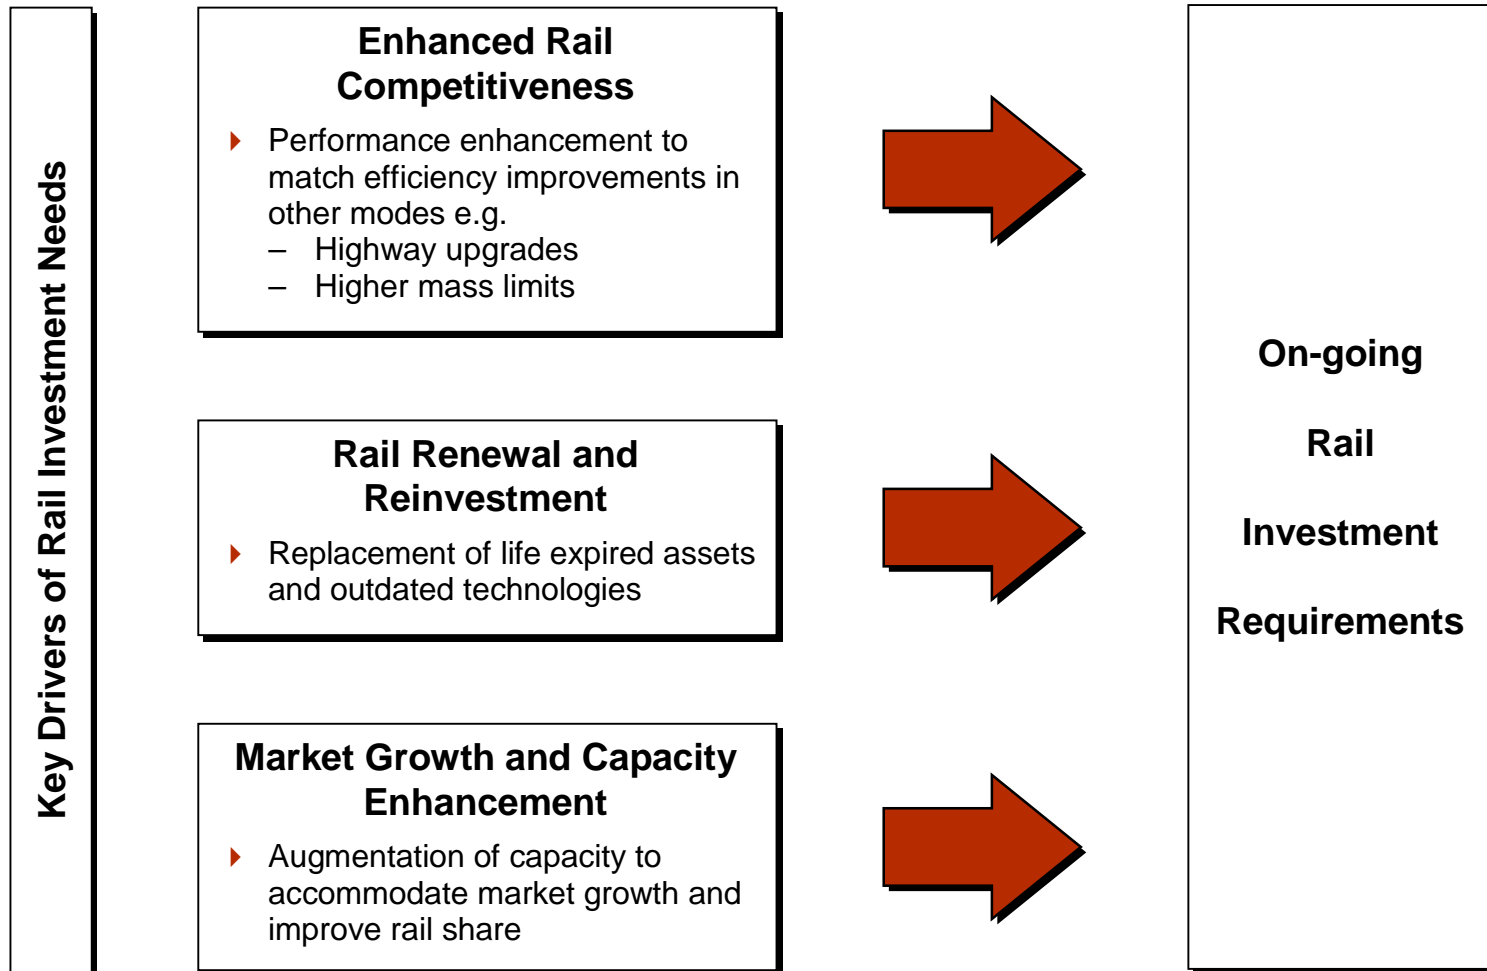 Key Drivers of Rail Investment Needs
Enhanced Rail
Competitiveness
Performance enhancement to
match efficiency improvements in
other modes e.g.
– Highway upgrades
– Higher mass limits
Rail Renewal and
Reinvestment
Replacement of life expired assets
and outdated technologies
Market Growth and Capacity
Enhancement
Augmentation of capacity to
accommodate market growth and
improve rail share
On-going
Rail
Investment
Requirements